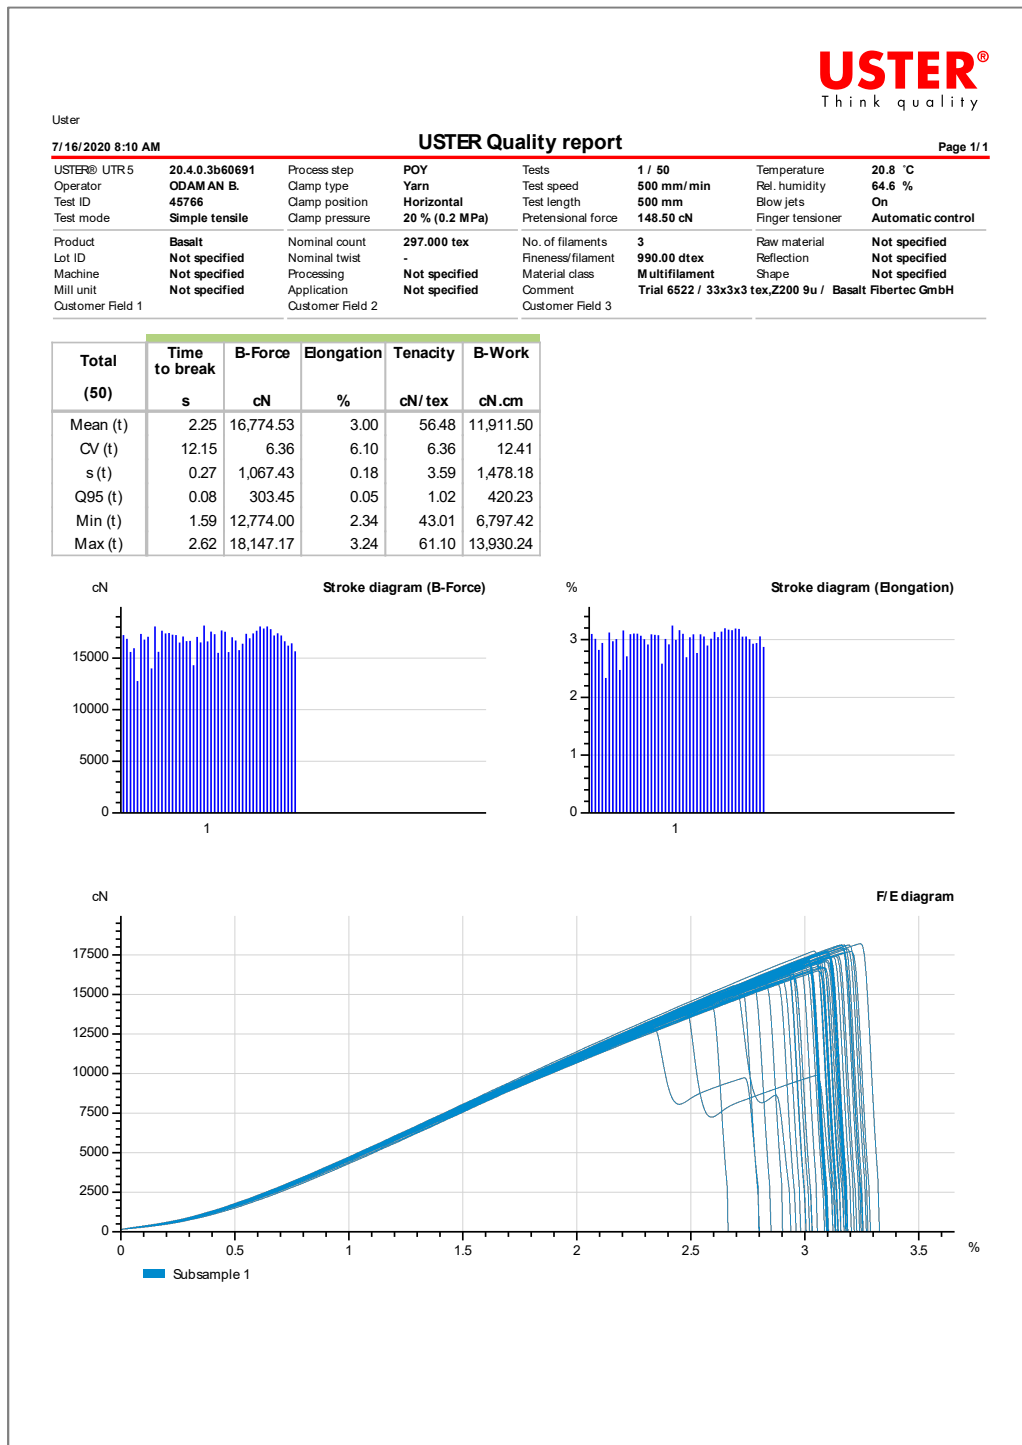 USTER®
Think quality
Uster
7/16/2020 8:10 AM USTER Quality report Page 1/1
USTER® UTR 5 20.4.0.3b60691 Process step POY Tests 1 / 50 Temperature 20.8 °C
Operator ODAMAN B. Clamp type Yarn Test speed 500 mm/min Rel. humidity 64.6 %
Test ID 45766 Clamp position Horizontal Test length 500 mm Blow jets On
Test mode Simple tensile Clamp pressure 20 % (0.2 MPa) Pretensional force 148.50 cN Finger tensioner Automatic control
Product Basalt Nominal count 297.000 tex No. of filaments 3 Raw material Not specified
Lot ID Not specified Nominal twist - Fineness/filament 990.00 dtex Reflection Not specified
Machine Not specified Processing Not specified Material class Multifilament Shape Not specified
Mill unit Not specified Application Not specified Comment Trial 6522 / 33x3x3 tex,Z200 9u / Basalt Fibertec GmbH
Customer Field 1 Customer Field 2 Customer Field 3
Total Time B-Force Elongation Tenacity B-Work
to break
(50) s cN % cN/tex cN.cm
Mean (t) 2.25 16,774.53 3.00 56.48 11,911.50
CV (t) 12.15 6.36 6.10 6.36 12.41
s (t) 0.27 1,067.43 0.18 3.59 1,478.18
Q95 (t) 0.08 303.45 0.05 1.02 420.23
Min (t) 1.59 12,774.00 2.34 43.01 6,797.42
Max (t) 2.62 18,147.17 3.24 61.10 13,930.24
cN Stroke diagram (B-Force)
15000
10000
5000
0
1
% Stroke diagram (Elongation)
3
2
1
0
1
cN F/E diagram
17500
15000
12500
10000
7500
5000
2500
0
0 0.5 1 1.5 2 2.5 3 3.5 %
Subsample 1